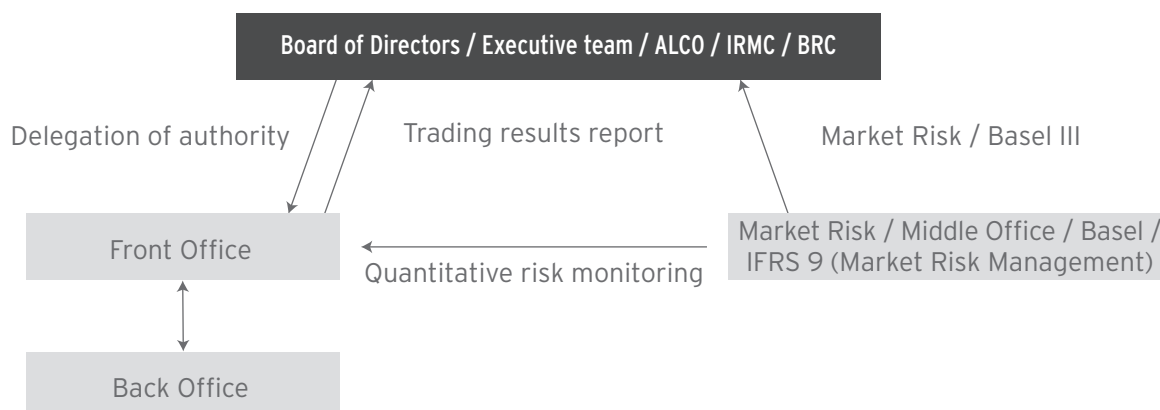 Board of Directors / Executive team / ALCO / IRMC / BRC
Delegation of authority
Trading results report
Market Risk / Basel III
Front Office
Market Risk / Middle Office / Basel /
IFRS 9 (Market Risk Management)
Quantitative risk monitoring
Back Office